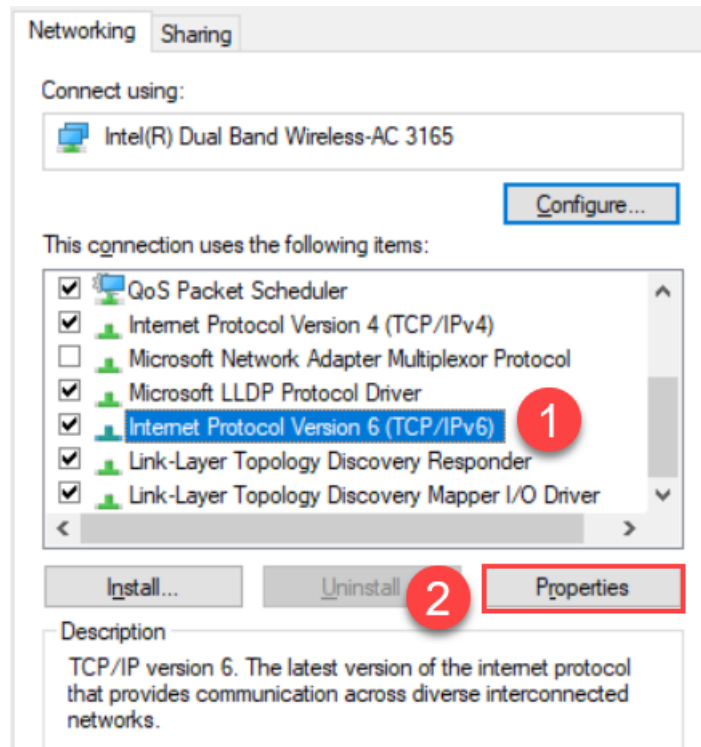 Networking Sharing
Connect using:
Intel(R) Dual Band Wireless-AC 3165
Configure...
This connection uses the following items:
QoS Packet Scheduler
Internet Protocol Version 4 (TCP/IPv4)
Microsoft Network Adapter Multiplexor Protocol
Microsoft LLDP Protocol Driver
Internet Protocol Version 6 (TCP/IPv6) 1
Link-Layer Topology Discovery Responder
Link-Layer Topology Discovery Mapper I/O Driver
Install... Uninstall 2 Properties
Description
TCP/IP version 6. The latest version of the internet protocol
that provides communication across diverse interconnected
networks.